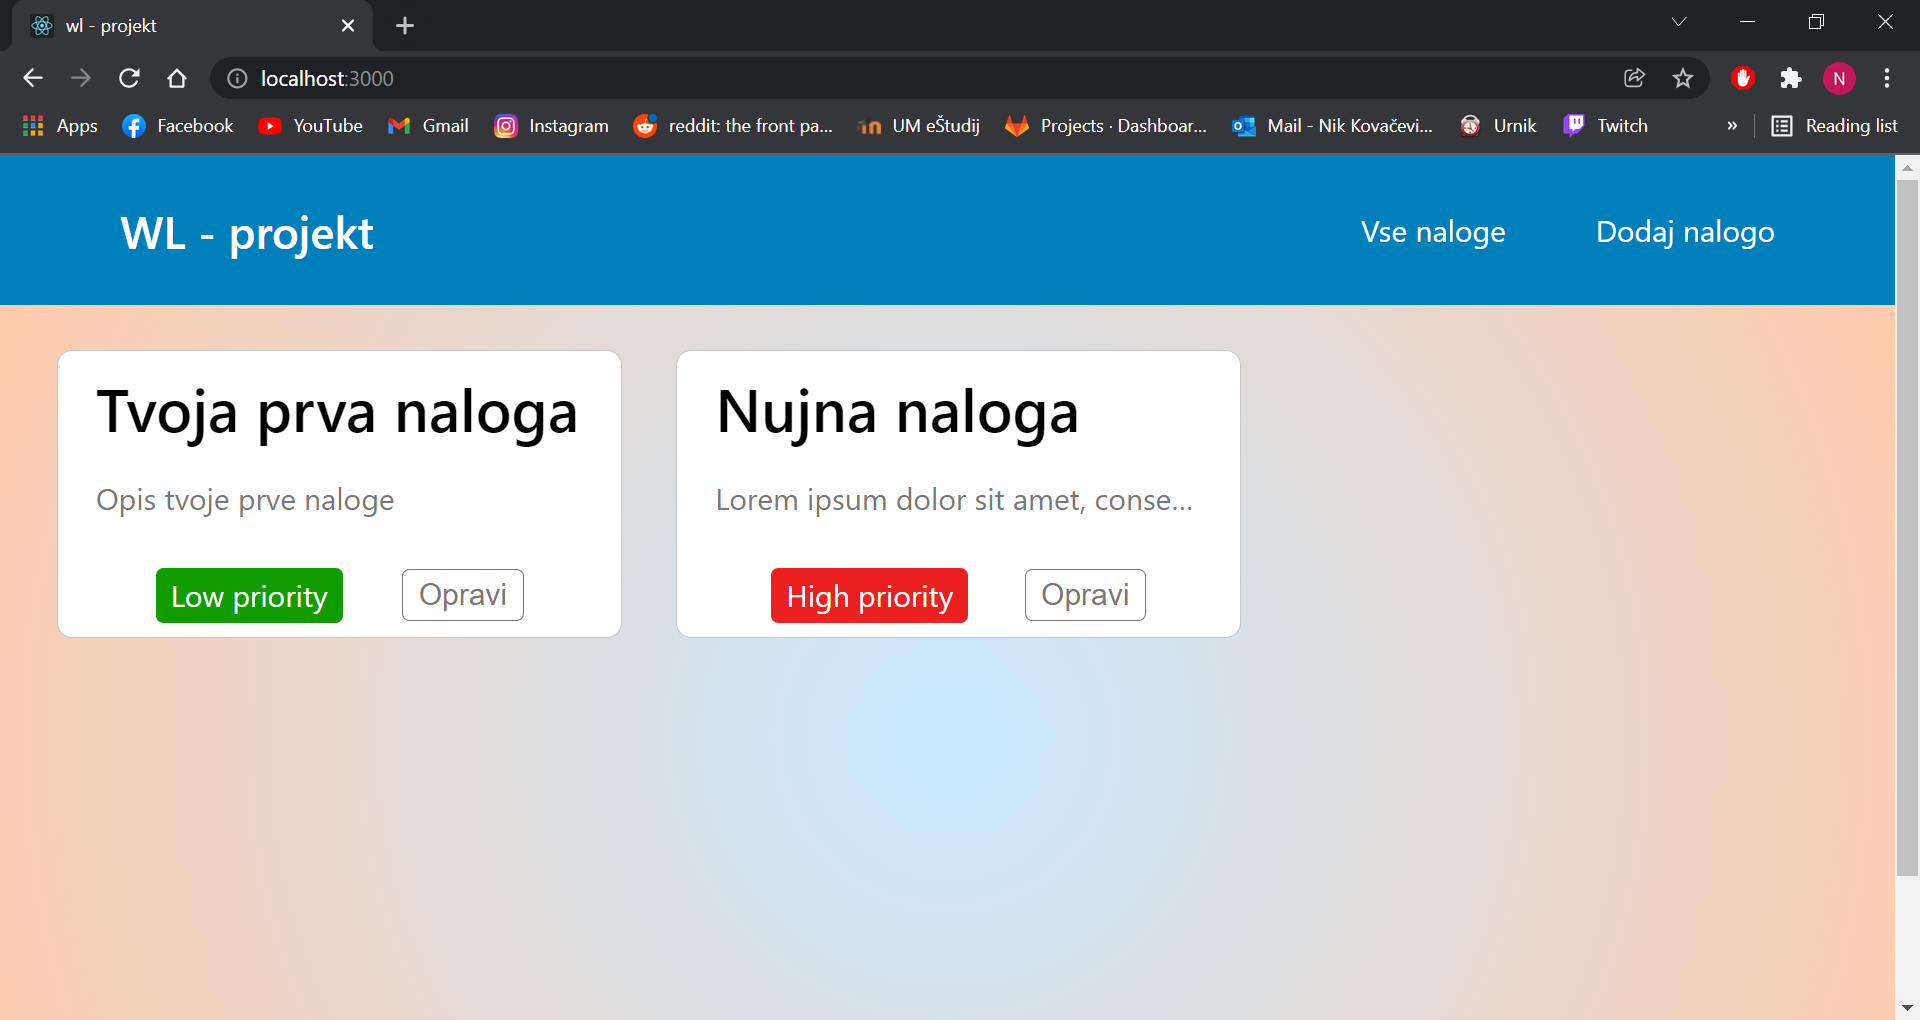 wl - projekt
localhost:3000
N
Apps Facebook YouTube Gmail Instagram reddit: the front pa... UM eŠtudij Projects · Dashboar... Mail - Nik Kovačevi... Urnik Twitch » Reading list
WL - projekt Vse naloge Dodaj nalogo
Tvoja prva naloga
Opis tvoje prve naloge
Low priority Opravi
Nujna naloga
Lorem ipsum dolor sit amet, conse...
High priority Opravi